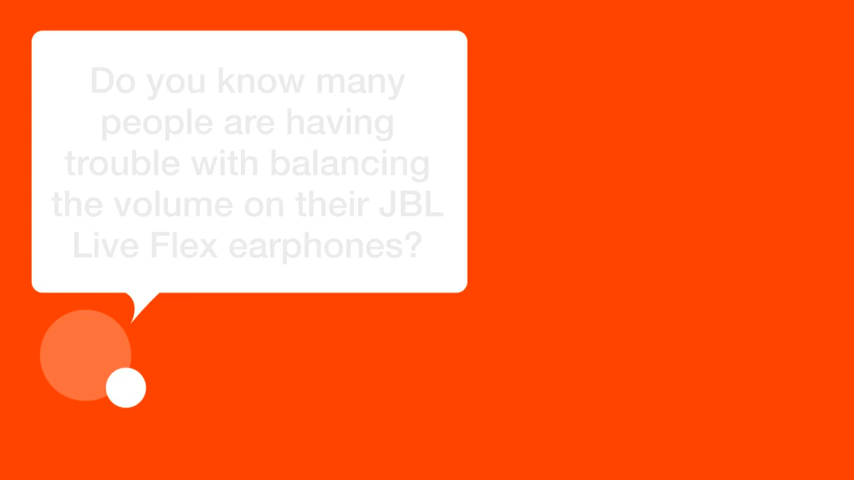 Do you know many
people are having
trouble with balancing
the volume on their JBL
Live Flex earphones?